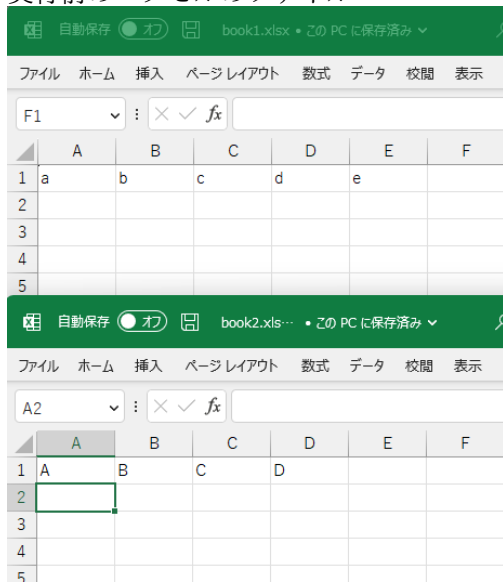 自動保存 オフ book1.xlsx • この PC に保存済み
ファイル ホーム 挿入 ページ レイアウト 数式 データ 校閲 表示
F1 fx
A B C D E F
1 a b c d e
2
3
4
5
自動保存 オフ book2.xls… • この PC に保存済み
ファイル ホーム 挿入 ページ レイアウト 数式 データ 校閲 表示
A2 fx
A B C D E F
1 A B C D
2
3
4
5